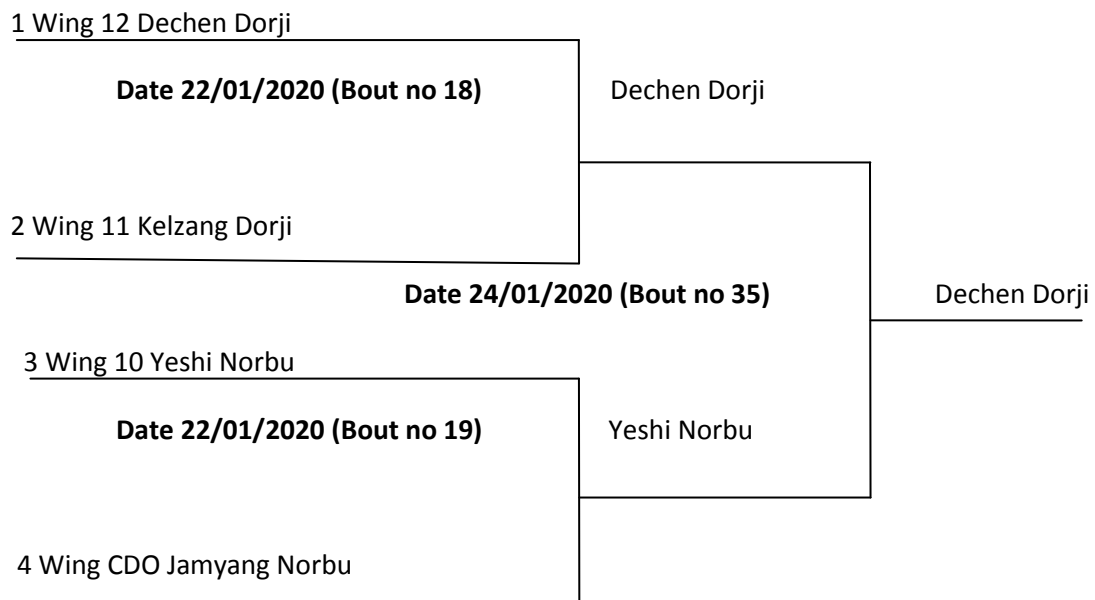 1 Wing 12 Dechen Dorji
Date 22/01/2020 (Bout no 18)
Dechen Dorji
2 Wing 11 Kelzang Dorji
Date 24/01/2020 (Bout no 35)
Dechen Dorji
3 Wing 10 Yeshi Norbu
Date 22/01/2020 (Bout no 19)
Yeshi Norbu
4 Wing CDO Jamyang Norbu